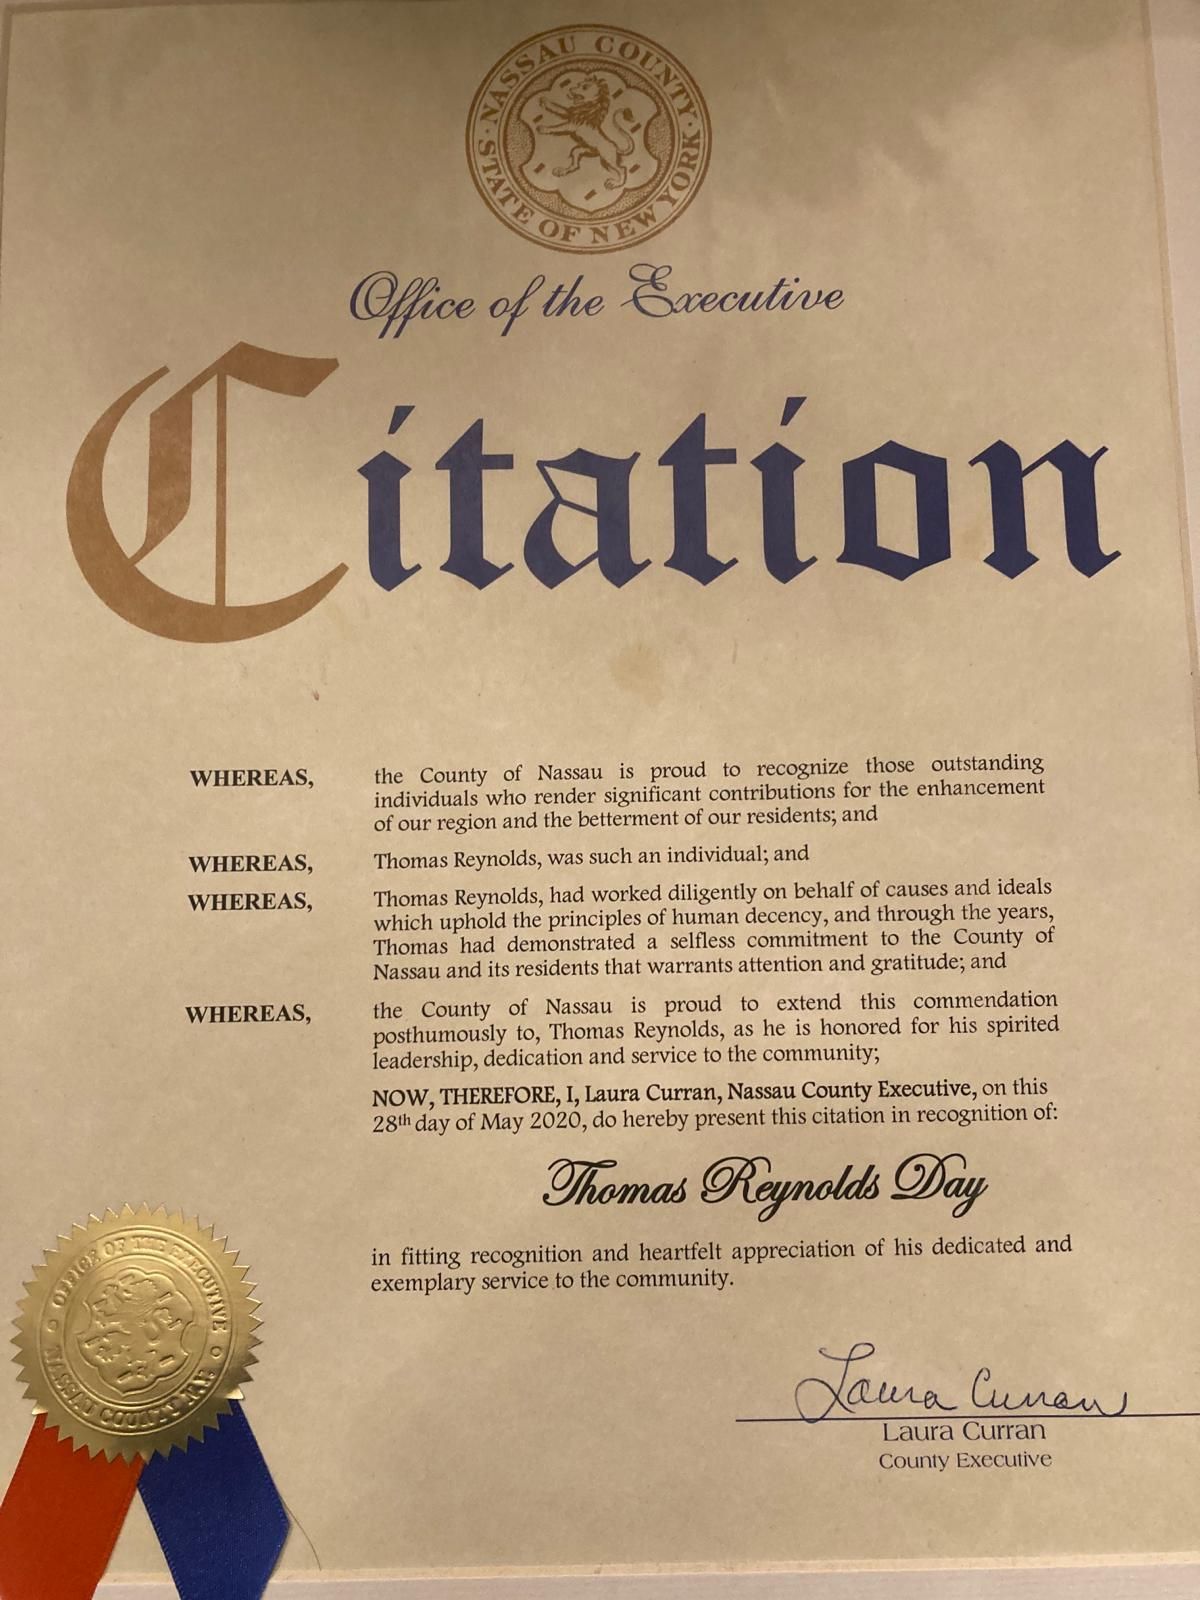 NASSAU COUNTY
STATE OF NEW YORK
Office of the Executive
Citation
WHEREAS, the County of Nassau is proud to recognize those outstanding
individuals who render significant contributions for the enhancement
of our region and the betterment of our residents; and
WHEREAS, Thomas Reynolds, was such an individual; and
WHEREAS, Thomas Reynolds, had worked diligently on behalf of causes and ideals
which uphold the principles of human decency, and through the years,
Thomas had demonstrated a selfless commitment to the County of
Nassau and its residents that warrants attention and gratitude; and
WHEREAS, the County of Nassau is proud to extend this commendation
posthumously to, Thomas Reynolds, as he is honored for his spirited
leadership, dedication and service to the community;
NOW, THEREFORE, I, Laura Curran, Nassau County Executive, on this
28th day of May 2020, do hereby present this citation in recognition of:
Thomas Reynolds Day
in fitting recognition and heartfelt appreciation of his dedicated and
exemplary service to the community.
OFFICE OF THE EXECUTIVE
NASSAU COUNTY, N.Y.
Laura Curran
Laura Curran
County Executive